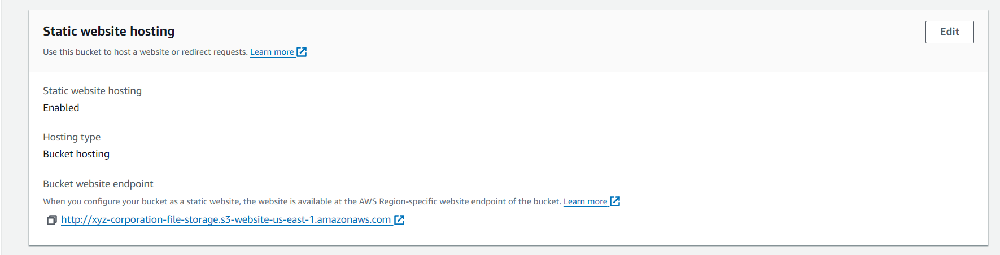 Static website hosting
Edit
Use this bucket to host a website or redirect requests. Learn more
Static website hosting
Enabled
Hosting type
Bucket hosting
Bucket website endpoint
When you configure your bucket as a static website, the website is available at the AWS Region-specific website endpoint of the bucket. Learn more
http://xyz-corporation-file-storage.s3-website-us-east-1.amazonaws.com